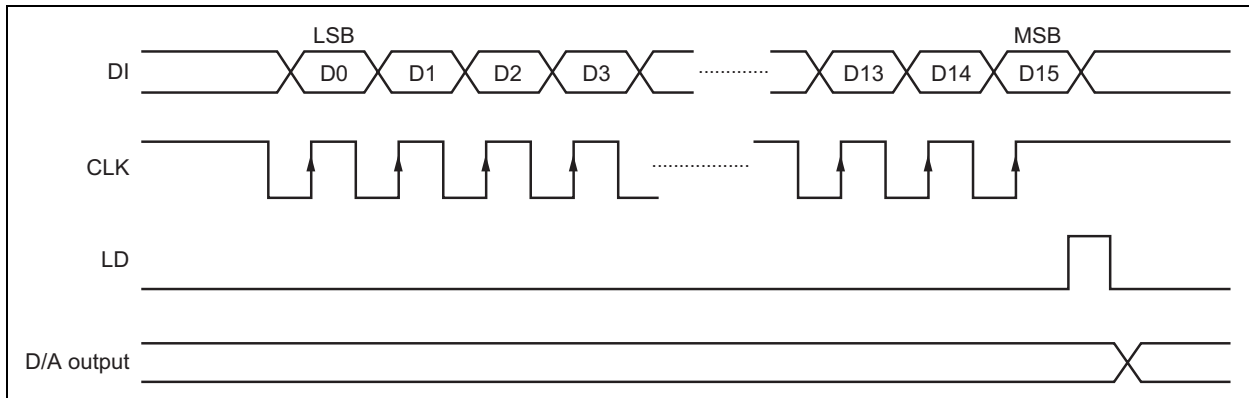 LSB MSB
DI D0 D1 D2 D3 D13 D14 D15
CLK
LD
D/A output